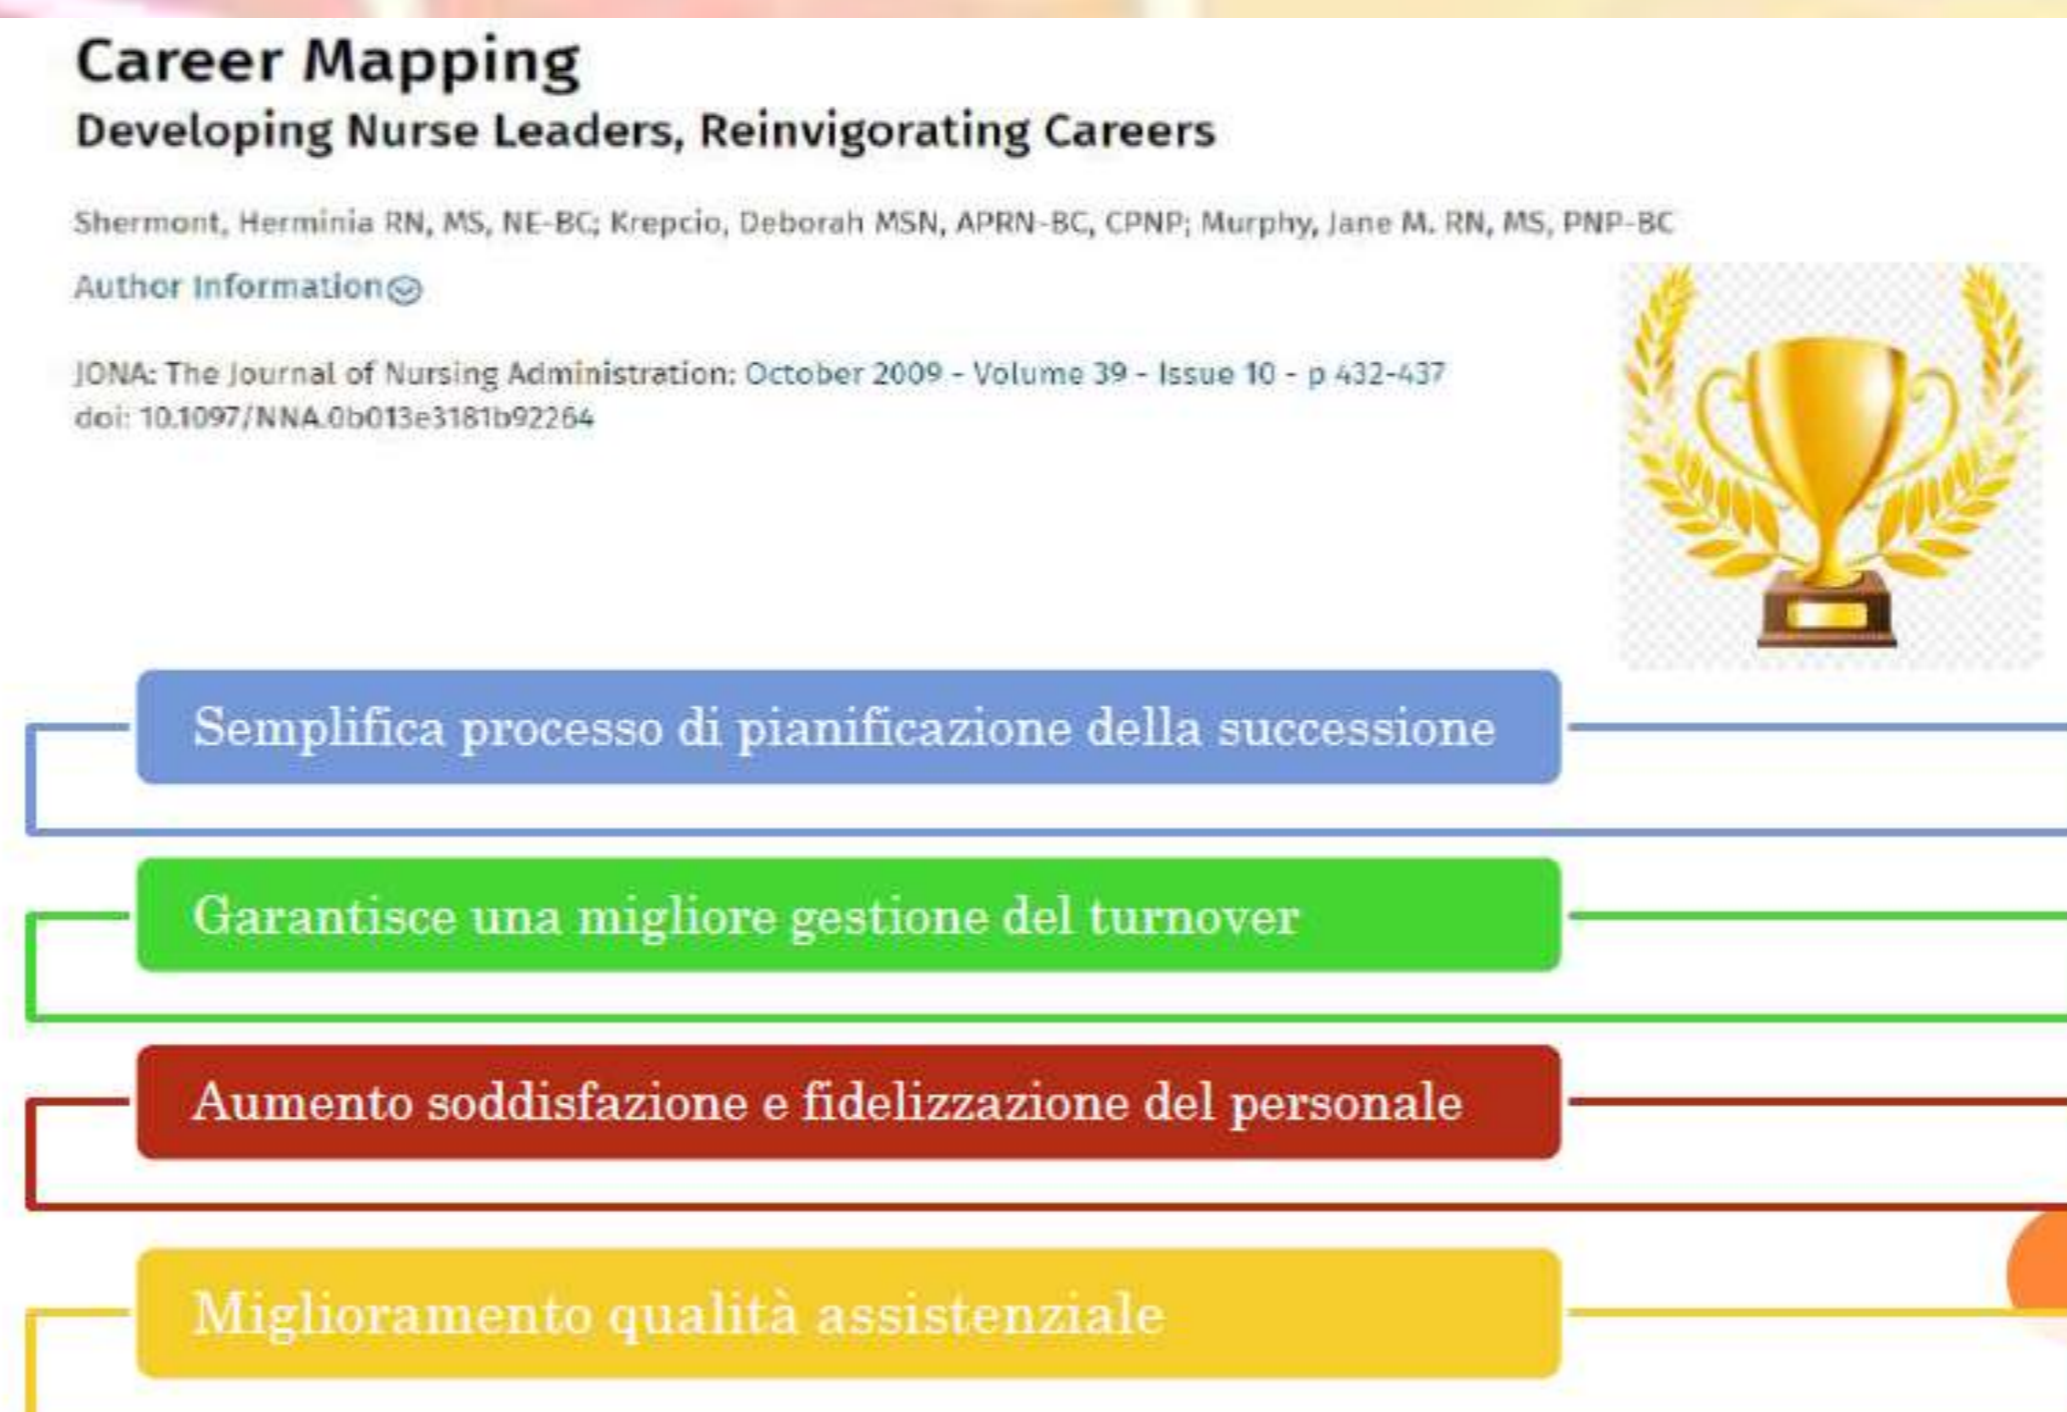 Career Mapping
Developing Nurse Leaders, Reinvigorating Careers
Shermont, Herminia RN, MS, NE-BC; Krepcio, Deborah MSN, APRN-BC, CPNP; Murphy, Jane M. RN, MS, PNP-BC
Author Information
JONA: The Journal of Nursing Administration: October 2009 - Volume 39 - Issue 10 - p 432-437
doi: 10.1097/NNA.0b013e3181b92264
Semplifica processo di pianificazione della successione
Garantisce una migliore gestione del turnover
Aumento soddisfazione e fidelizzazione del personale
Miglioramento qualità assistenziale